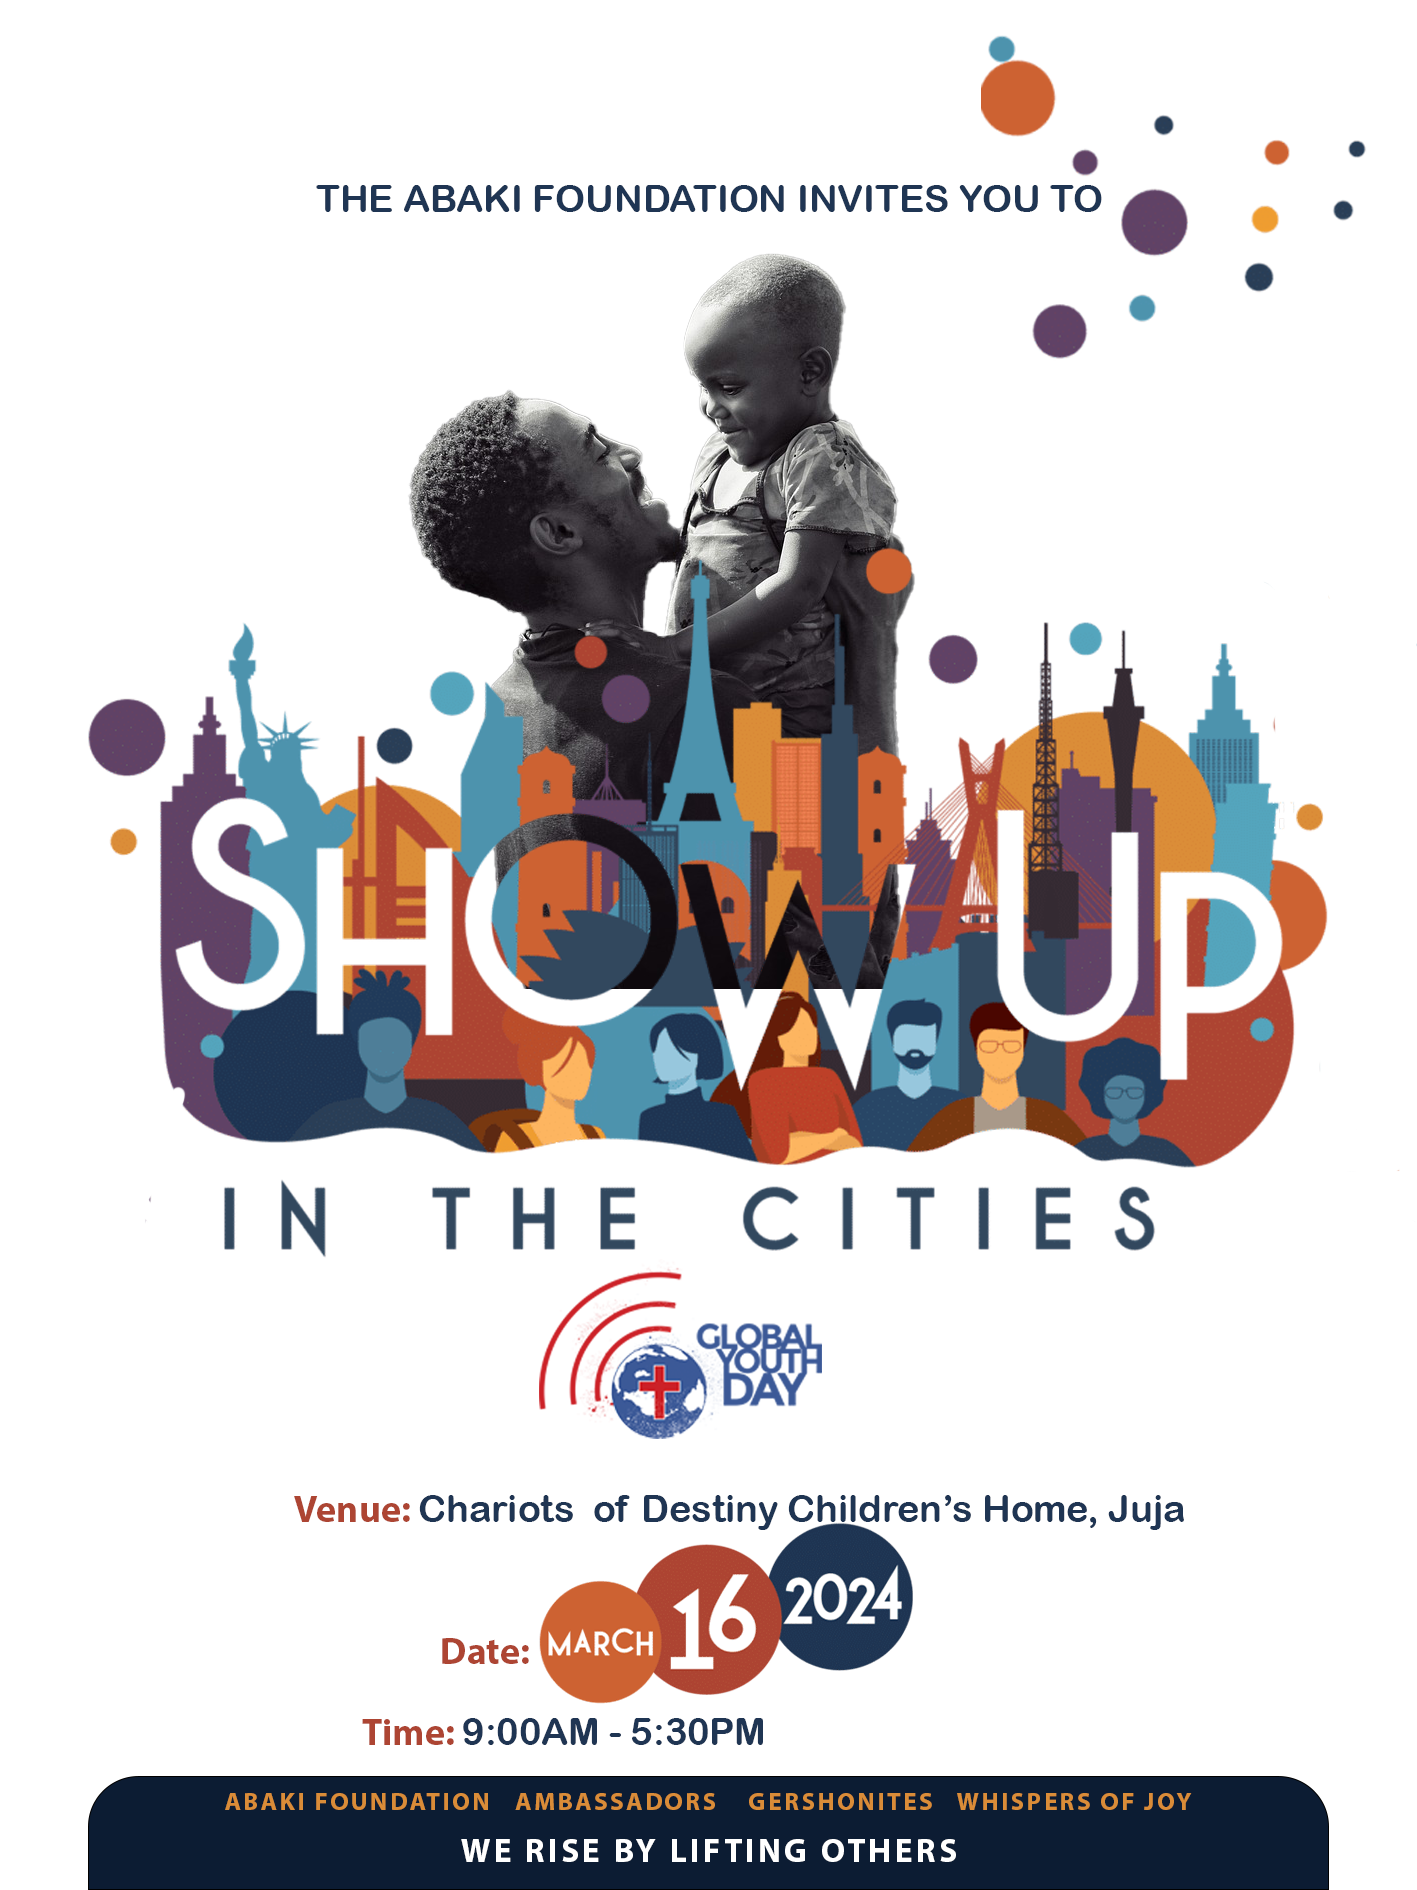 THE ABAKI FOUNDATION INVITES YOU TO
SHOW UP
IN THE CITIES
GLOBAL
YOUTH
DAY
Venue: Chariots of Destiny Children's Home, Juja
Date: MARCH 16 2024
Time: 9:00AM - 5:30PM
ABAKI FOUNDATION AMBASSADORS GERSHONITES WHISPERS OF JOY
WE RISE BY LIFTING OTHERS